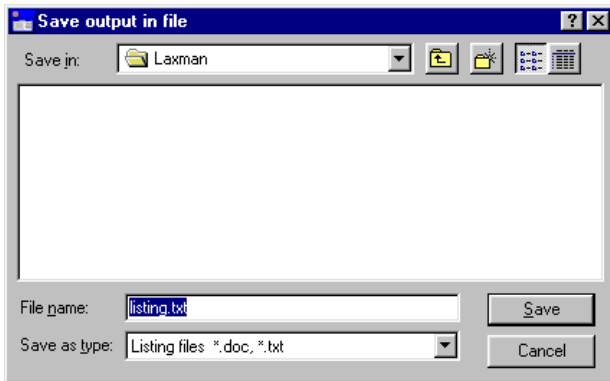 Save output in file
Save in: Laxman
File name: listing.txt
Save
Save as type: Listing files *.doc, *.txt
Cancel